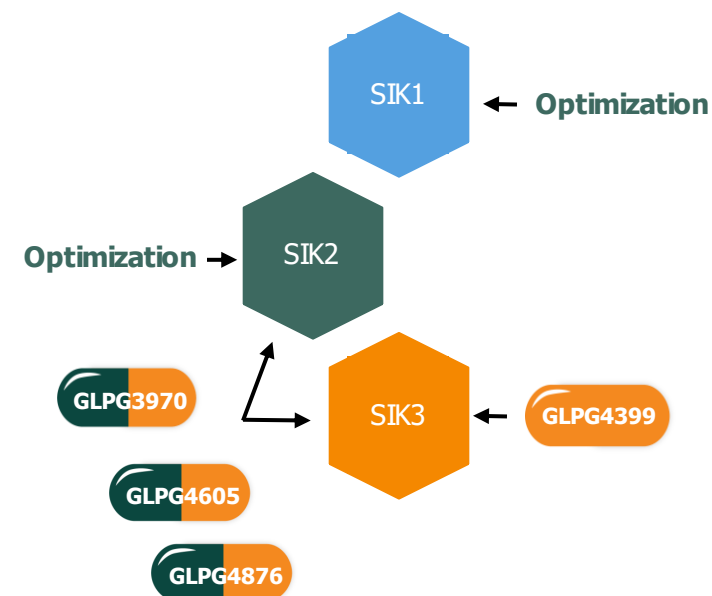 SIK1
Optimization
Optimization
SIK2
GLPG3970
SIK3
GLPG4399
GLPG4605
GLPG4876